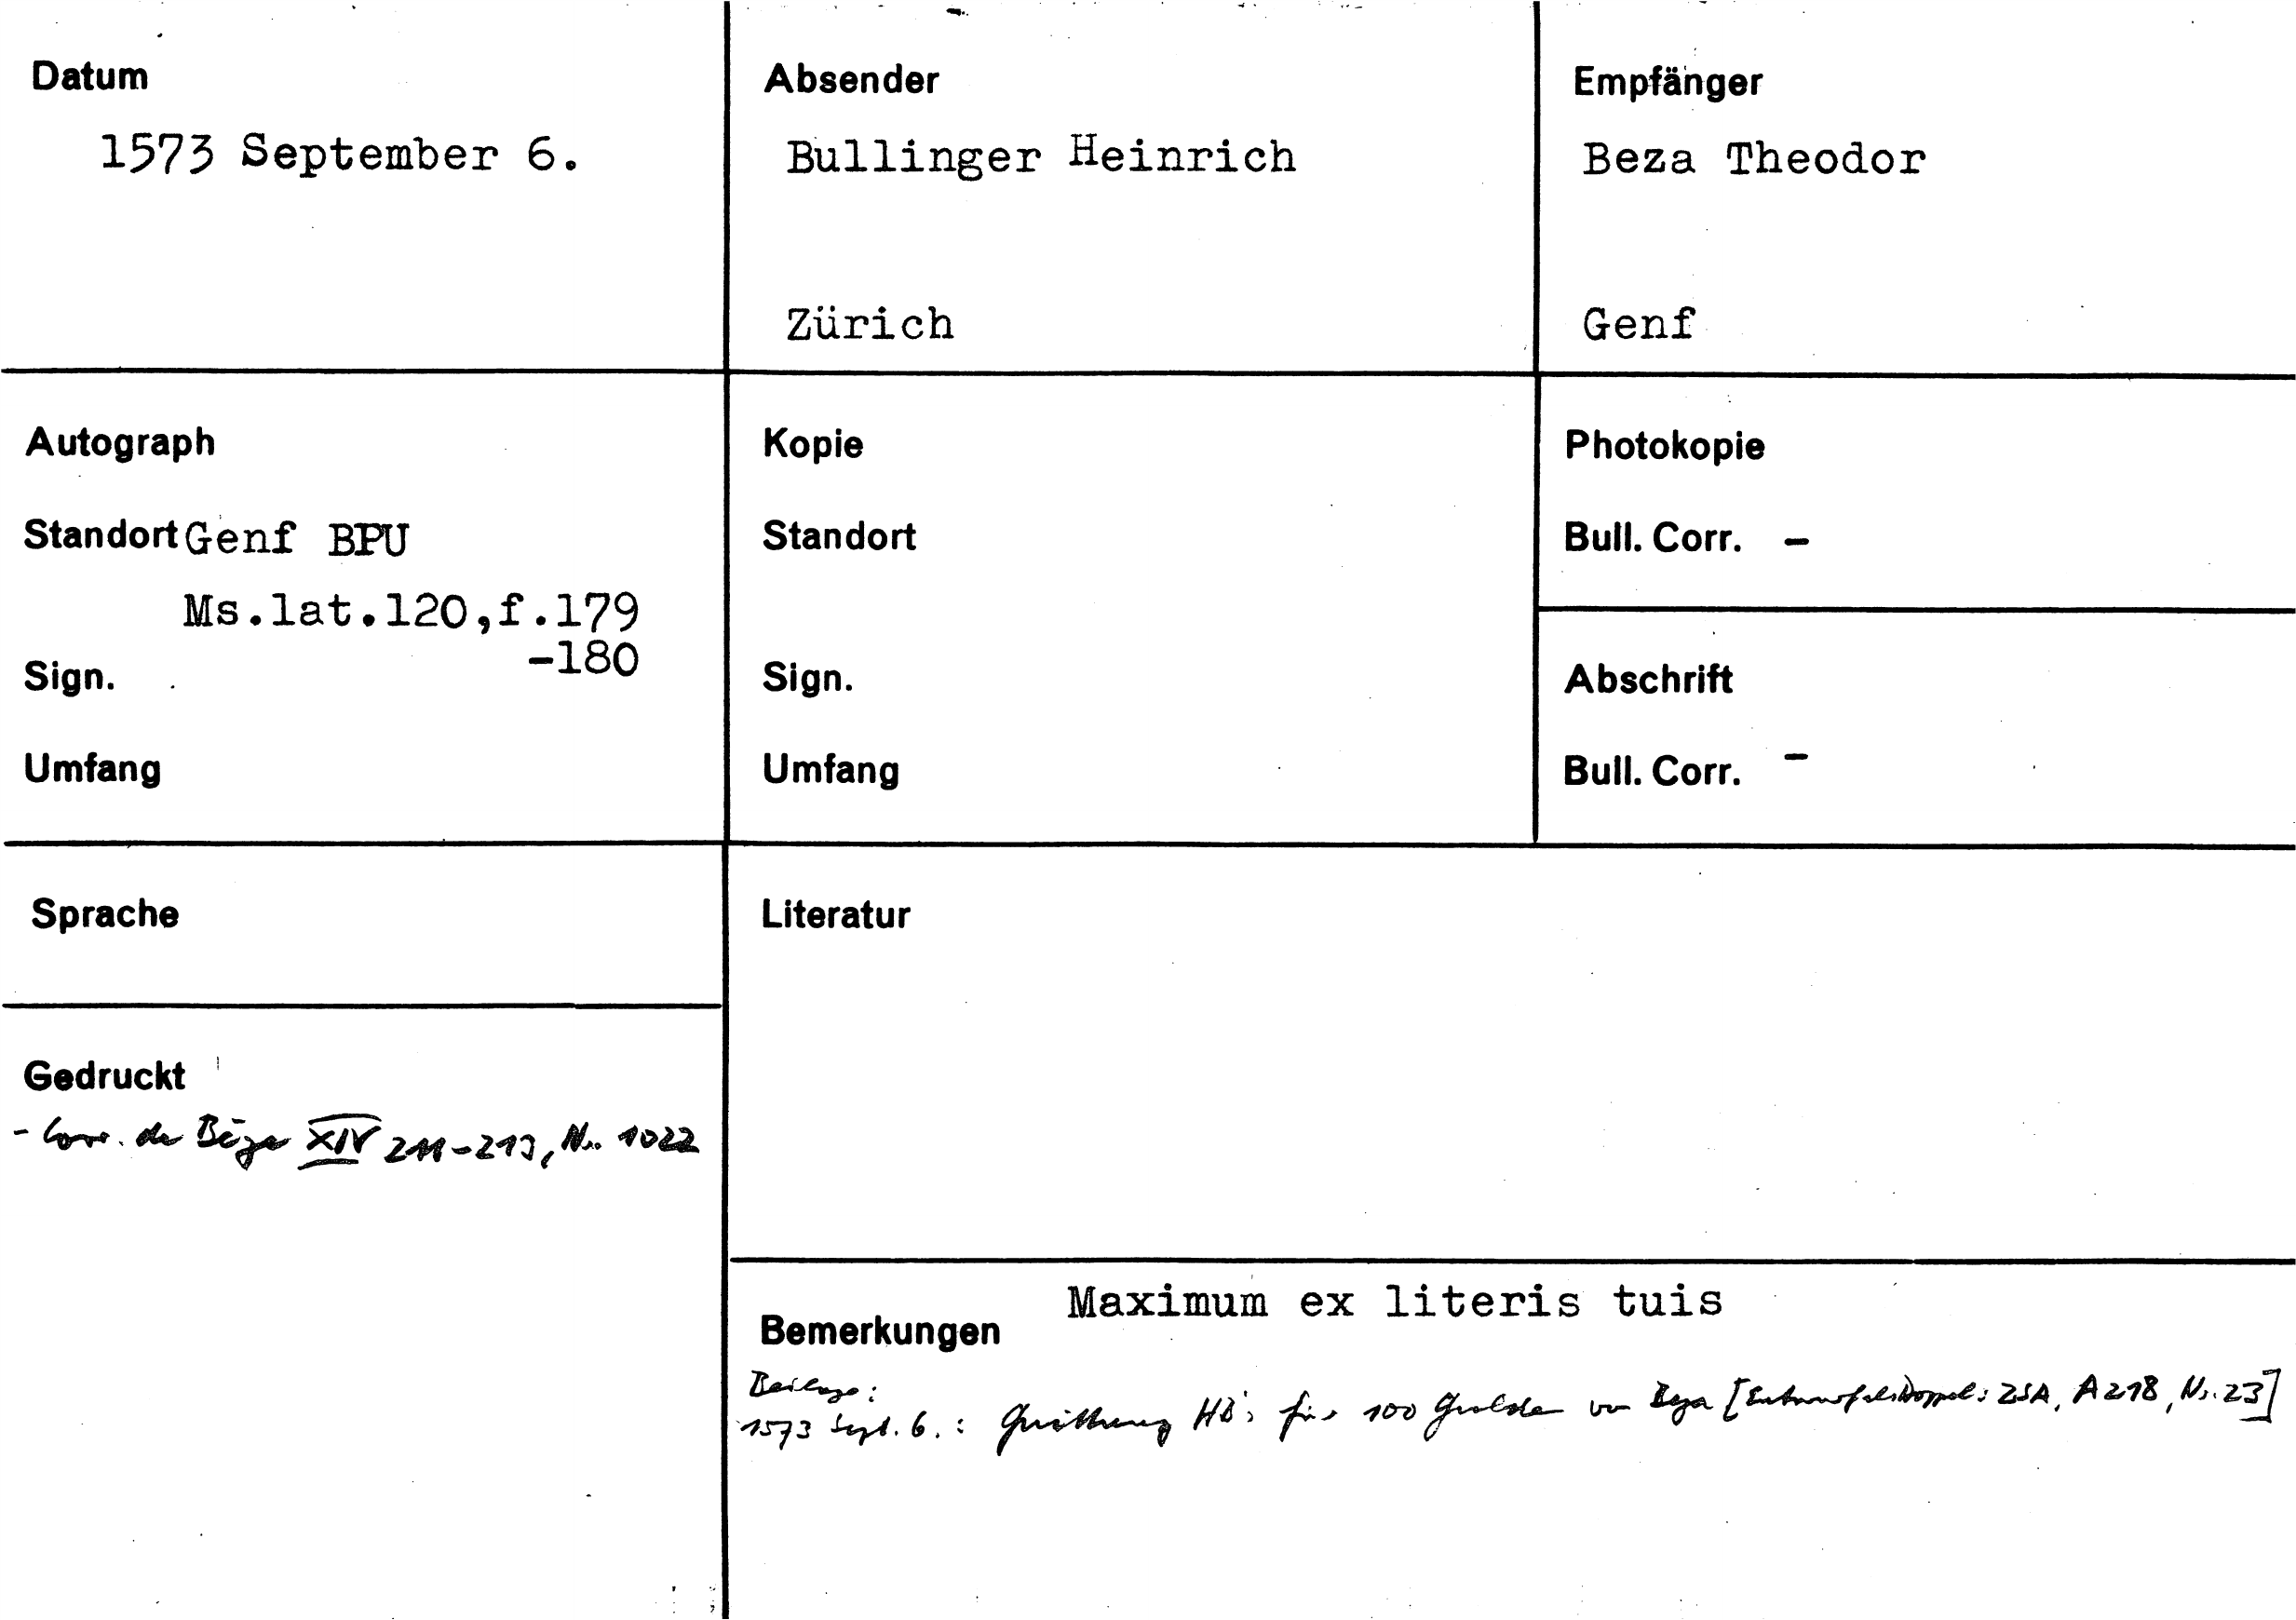 Datum
1573 September 6.
Absender
Bullinger Heinrich
Zürich
Empfänger
Beza Theodor
Genf
Autograph
Standort Genf BPU
Ms.lat.120,f.179
-180
Sign.
Umfang
Kopie
Standort
Sign.
Umfang
Photokopie
Bull. Corr. -
Abschrift
Bull. Corr. -
Sprache
Gedruckt
- Corr. de Bèze XIV 211-213, Nr. 1022
Literatur
Maximum ex literis tuis
Bemerkungen
Beilage:
1573 Sept. 6.: Quittung HB's für 100 Gulden von Beza [ZSA, A 218, Nr. 23]